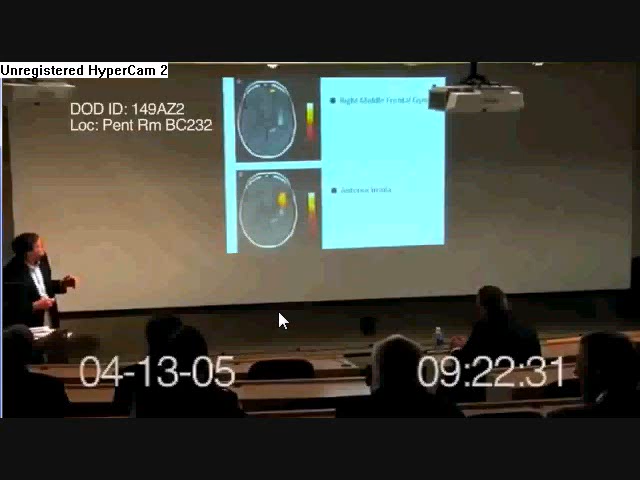 Unregistered HyperCam 2
DOD ID: 149AZ2
Loc: Pent Rm BC232
Right Middle Frontal Gyrus
Anterior Insula
04-13-05
09:22:31